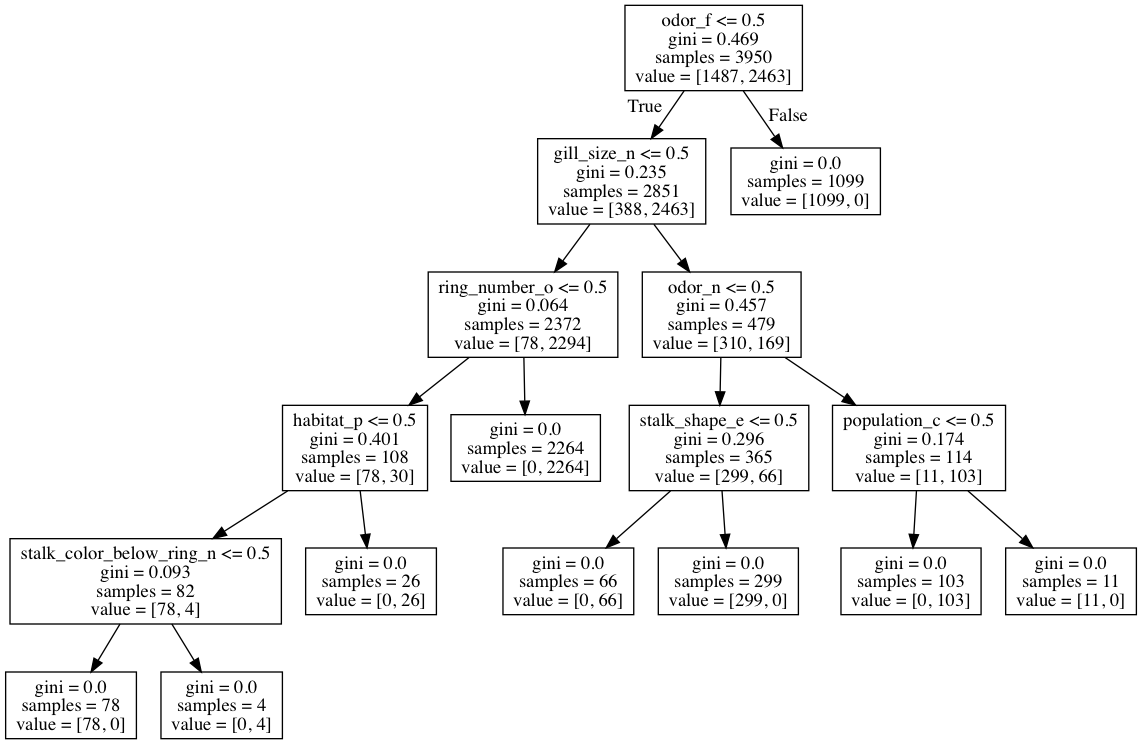 odor_f <= 0.5
gini = 0.469
samples = 3950
value = [1487, 2463]
True
False
gill_size_n <= 0.5
gini = 0.235
samples = 2851
value = [388, 2463]
gini = 0.0
samples = 1099
value = [1099, 0]
ring_number_o <= 0.5
gini = 0.064
samples = 2372
value = [78, 2294]
odor_n <= 0.5
gini = 0.457
samples = 479
value = [310, 169]
habitat_p <= 0.5
gini = 0.401
samples = 108
value = [78, 30]
gini = 0.0
samples = 2264
value = [0, 2264]
stalk_shape_e <= 0.5
gini = 0.296
samples = 365
value = [299, 66]
population_c <= 0.5
gini = 0.174
samples = 114
value = [11, 103]
stalk_color_below_ring_n <= 0.5
gini = 0.093
samples = 82
value = [78, 4]
gini = 0.0
samples = 26
value = [0, 26]
gini = 0.0
samples = 66
value = [0, 66]
gini = 0.0
samples = 299
value = [299, 0]
gini = 0.0
samples = 103
value = [0, 103]
gini = 0.0
samples = 11
value = [11, 0]
gini = 0.0
samples = 78
value = [78, 0]
gini = 0.0
samples = 4
value = [0, 4]